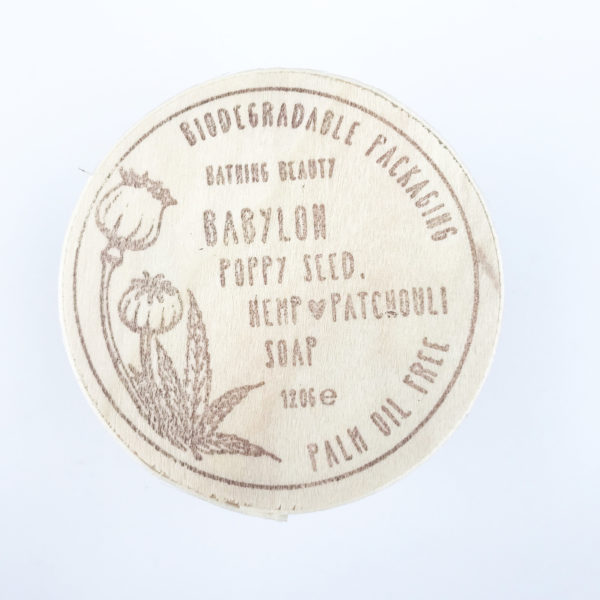 BIODEGRADABLE PACKAGING
BATHING BEAUTY
BABYLON
POPPY SEED,
HEMP ♥ PATCHOULI
SOAP
120G e
PALM OIL FREE